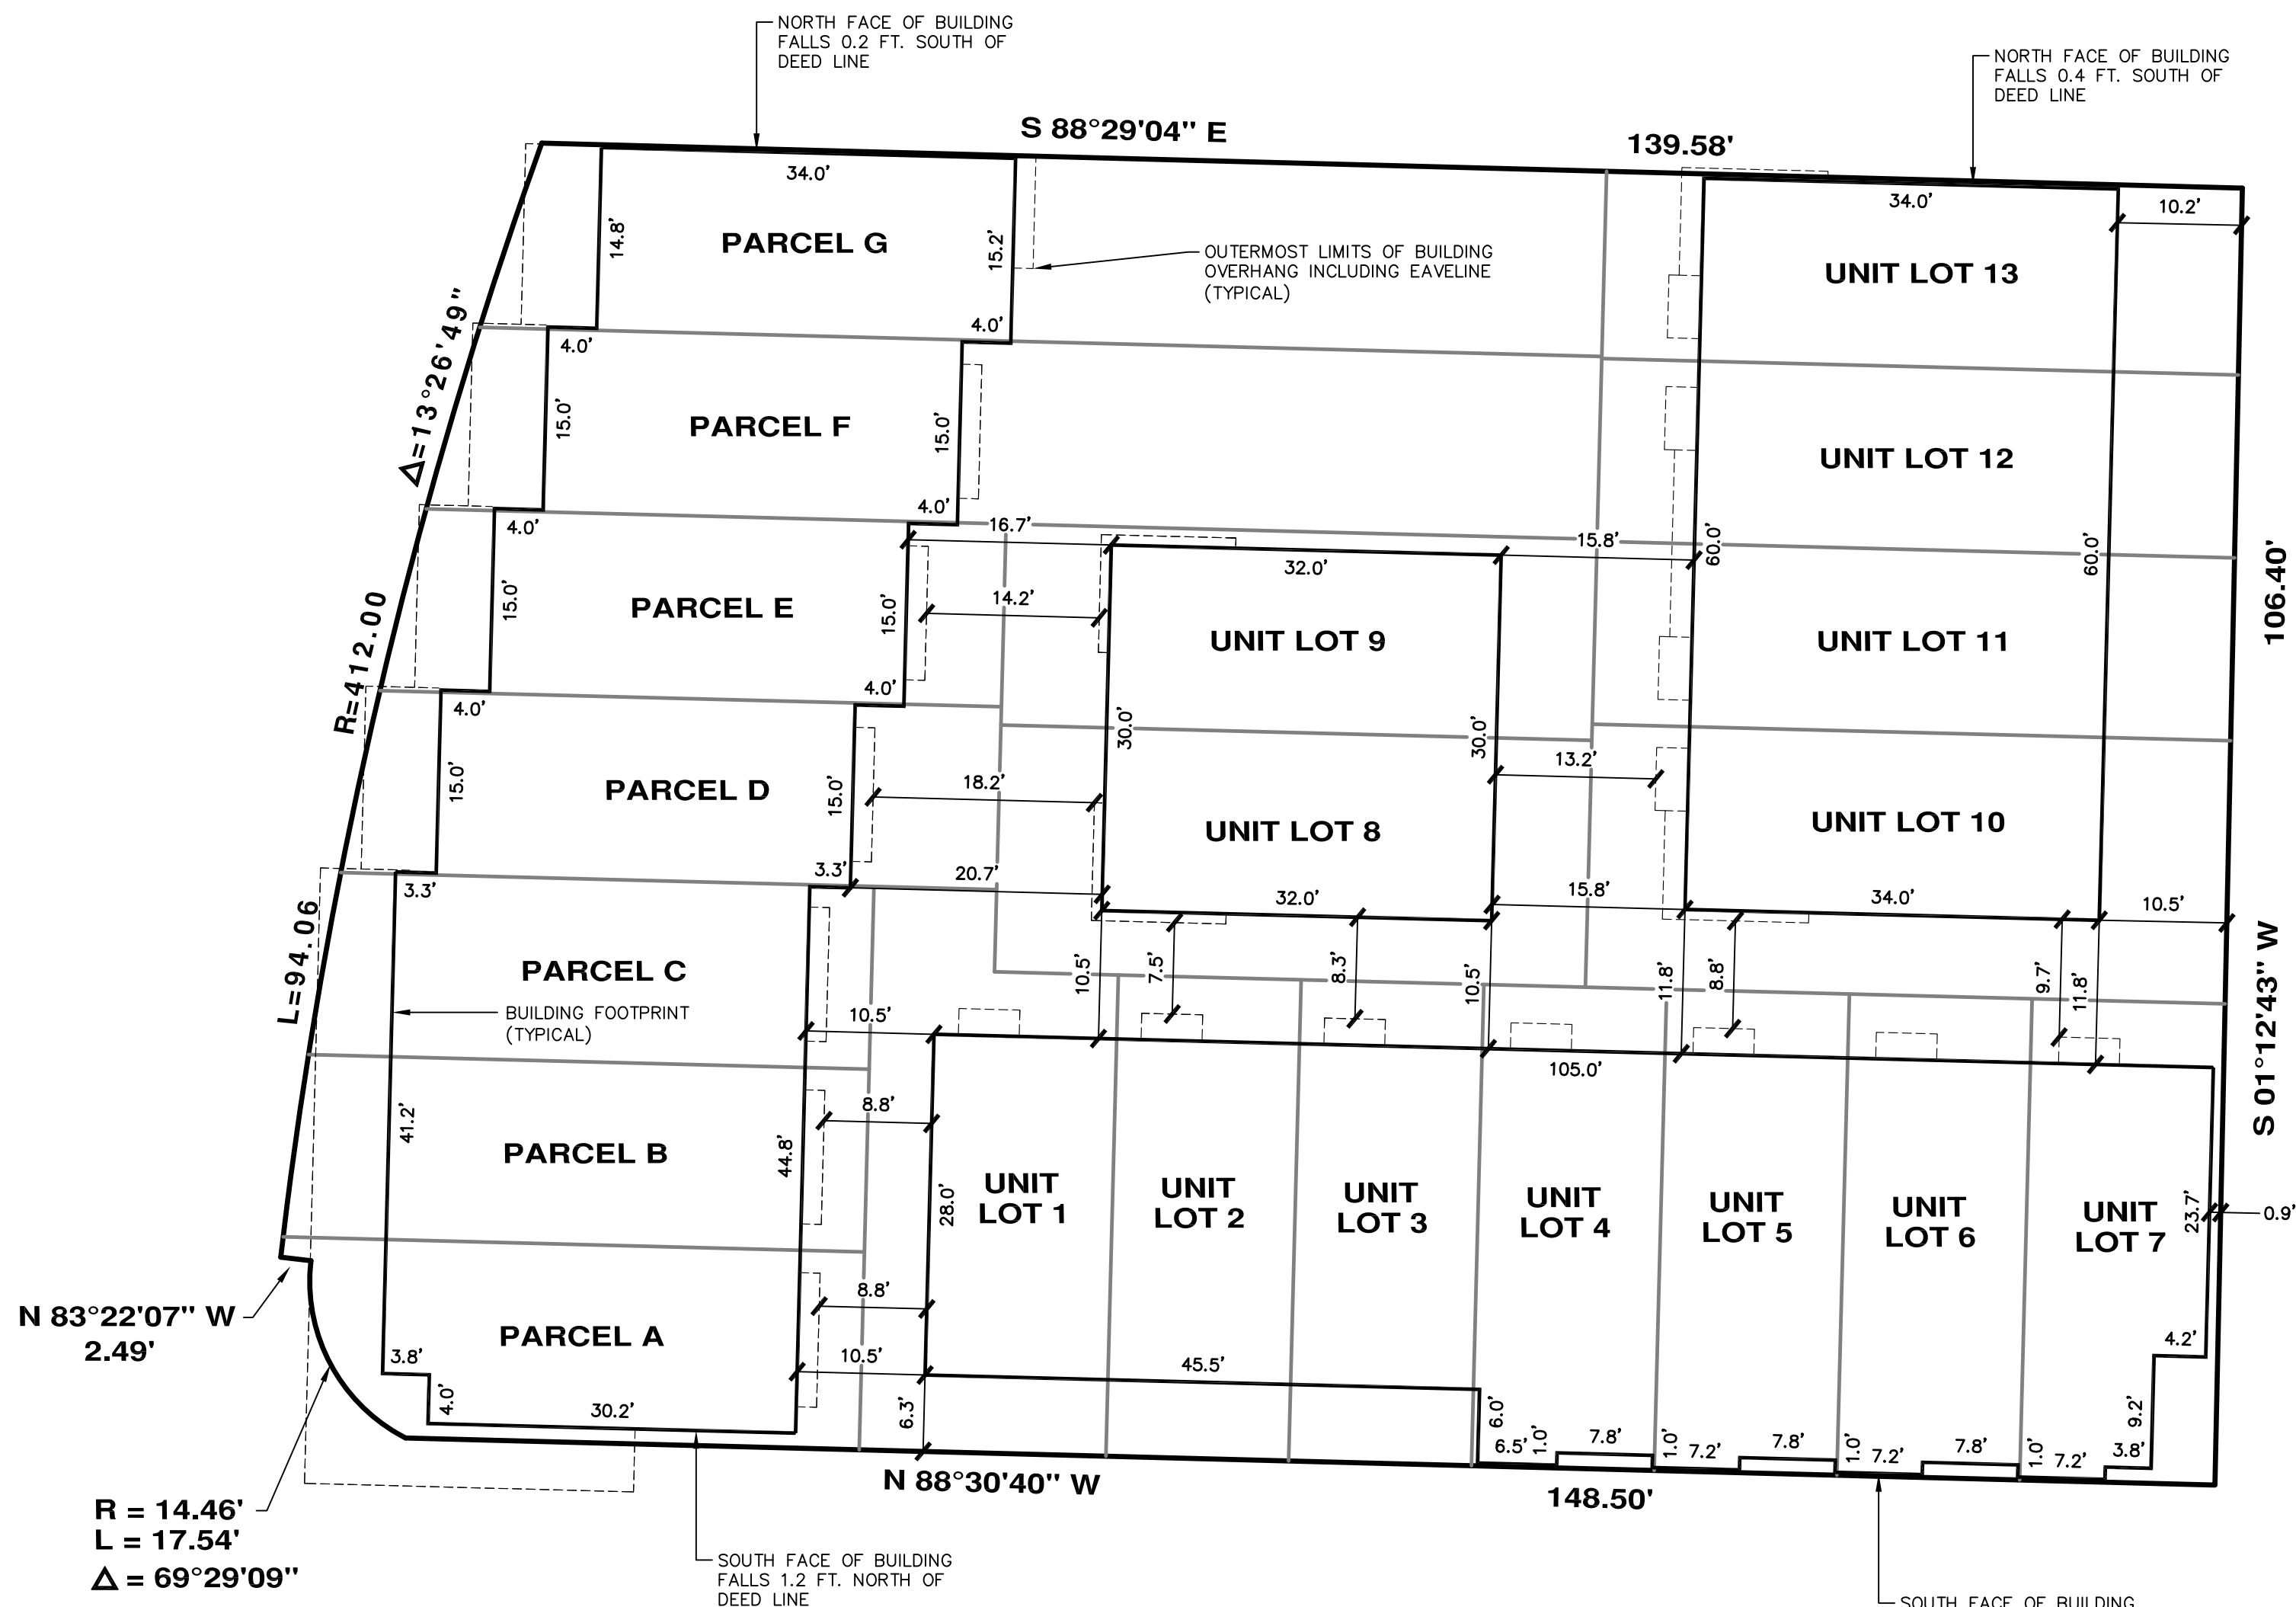 NORTH FACE OF BUILDING
FALLS 0.2 FT. SOUTH OF
DEED LINE
NORTH FACE OF BUILDING
FALLS 0.4 FT. SOUTH OF
DEED LINE
S 88°29'04" E
139.58'
34.0'
14.8'
PARCEL G
15.2'
4.0'
4.0'
OUTERMOST LIMITS OF BUILDING
OVERHANG INCLUDING EAVELINE
(TYPICAL)
34.0'
10.2'
UNIT LOT 13
Δ=13°26'49"
R=412.00
L=94.06
15.0'
PARCEL F
15.0'
4.0'
4.0'
UNIT LOT 12
16.7'
15.8'
60.0'
60.0'
106.40'
S 01°12'43" W
15.0'
PARCEL E
15.0'
4.0'
4.0'
14.2'
32.0'
UNIT LOT 9
UNIT LOT 11
30.0'
30.0'
13.2'
15.0'
PARCEL D
15.0'
3.3'
3.3'
18.2'
20.7'
UNIT LOT 8
32.0'
15.8'
UNIT LOT 10
34.0'
10.5'
PARCEL C
BUILDING FOOTPRINT
(TYPICAL)
10.5'
10.5'
7.5'
8.3'
10.5'
11.8'
8.8'
9.7'
11.8'
105.0'
41.2'
PARCEL B
44.8'
8.8'
28.0'
UNIT
LOT 1
UNIT
LOT 2
UNIT
LOT 3
UNIT
LOT 4
UNIT
LOT 5
UNIT
LOT 6
UNIT
LOT 7
23.7'
0.9'
N 83°22'07" W
2.49'
PARCEL A
8.8'
3.8'
4.0'
30.2'
10.5'
6.3'
45.5'
6.0'
6.5'
1.0'
7.8'
1.0'
7.2'
7.8'
1.0'
7.2'
7.8'
1.0'
7.2'
3.8'
9.2'
4.2'
N 88°30'40" W
148.50'
R = 14.46'
L = 17.54'
Δ = 69°29'09"
SOUTH FACE OF BUILDING
FALLS 1.2 FT. NORTH OF
DEED LINE
SOUTH FACE OF BUILDING